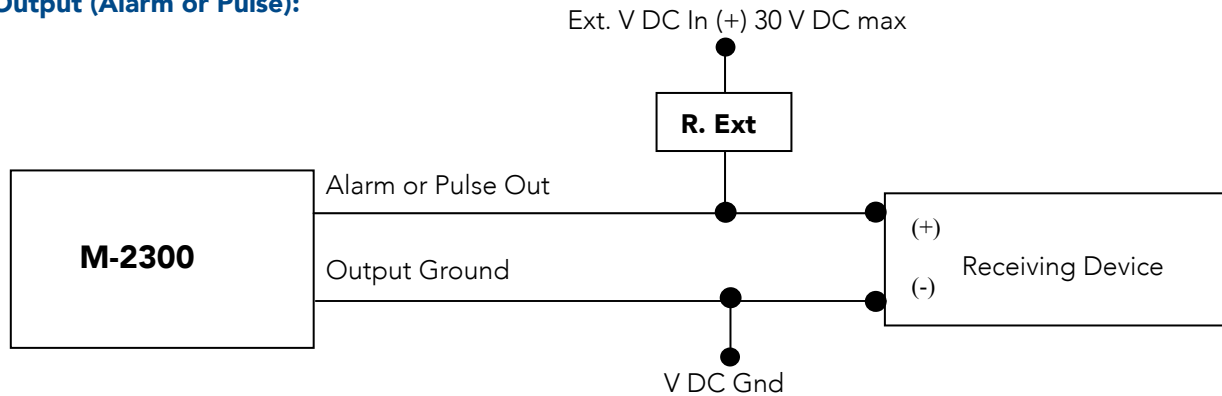 Output (Alarm or Pulse):
Ext. V DC In (+) 30 V DC max
R. Ext
Alarm or Pulse Out
M-2300
(+)
Receiving Device
Output Ground
(-)
V DC Gnd